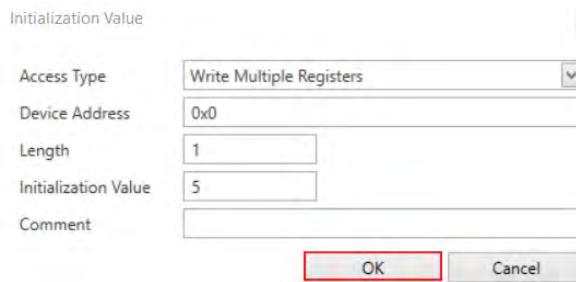 Initialization Value
Access Type Write Multiple Registers
Device Address 0x0
Length 1
Initialization Value 5
Comment
OK Cancel